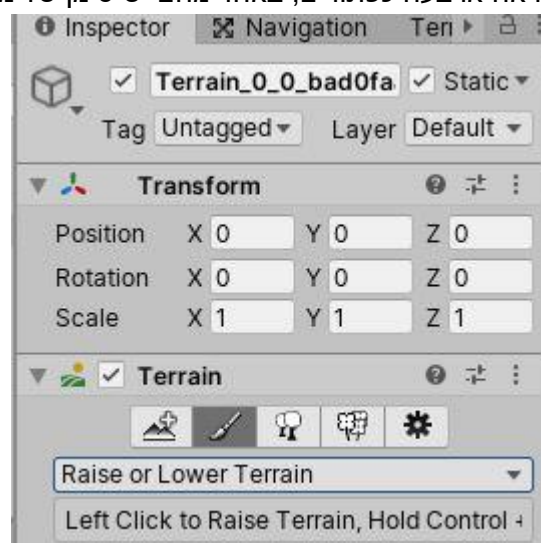 Inspector Navigation
Terrain_0_0_bad0fa Static
Tag Untagged Layer Default
Transform
Position X 0 Y 0 Z 0
Rotation X 0 Y 0 Z 0
Scale X 1 Y 1 Z 1
Terrain
Raise or Lower Terrain
Left Click to Raise Terrain, Hold Control